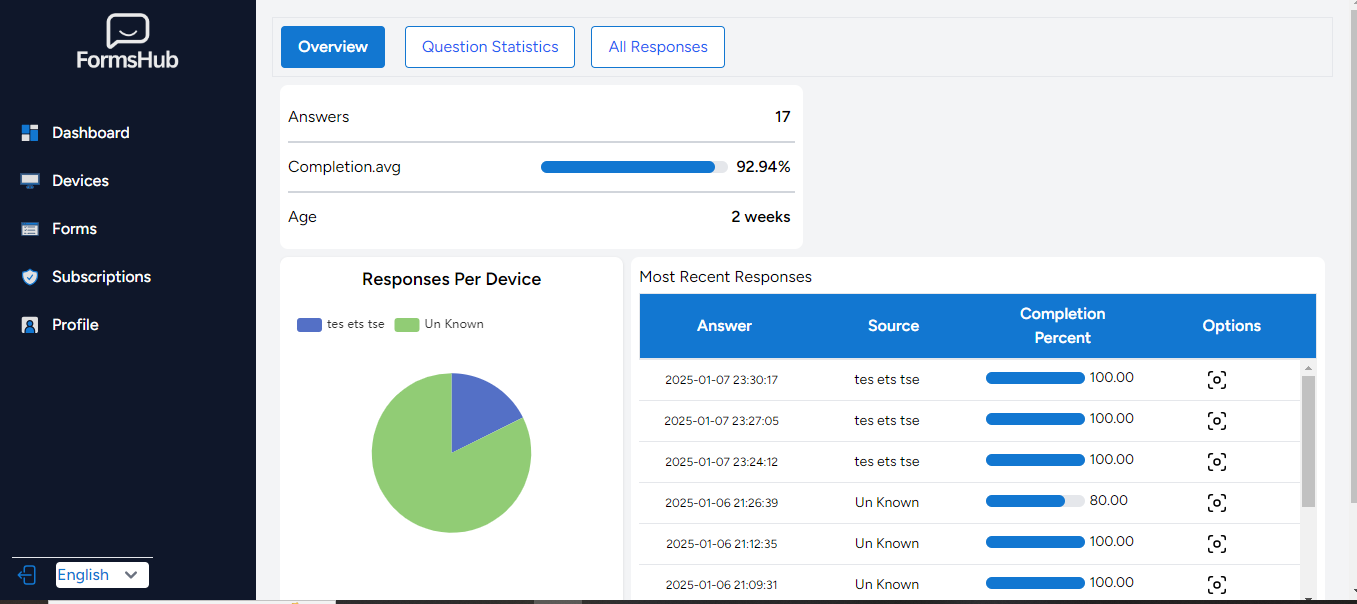 FormsHub
Dashboard
Devices
Forms
Subscriptions
Profile
English
Overview Question Statistics All Responses
Answers 17
Completion.avg 92.94%
Age 2 weeks
Responses Per Device
tes ets tse Un Known
Most Recent Responses
Answer Source Completion Percent Options
2025-01-07 23:30:17 tes ets tse 100.00
2025-01-07 23:27:05 tes ets tse 100.00
2025-01-07 23:24:12 tes ets tse 100.00
2025-01-06 21:26:39 Un Known 80.00
2025-01-06 21:12:35 Un Known 100.00
2025-01-06 21:09:31 Un Known 100.00